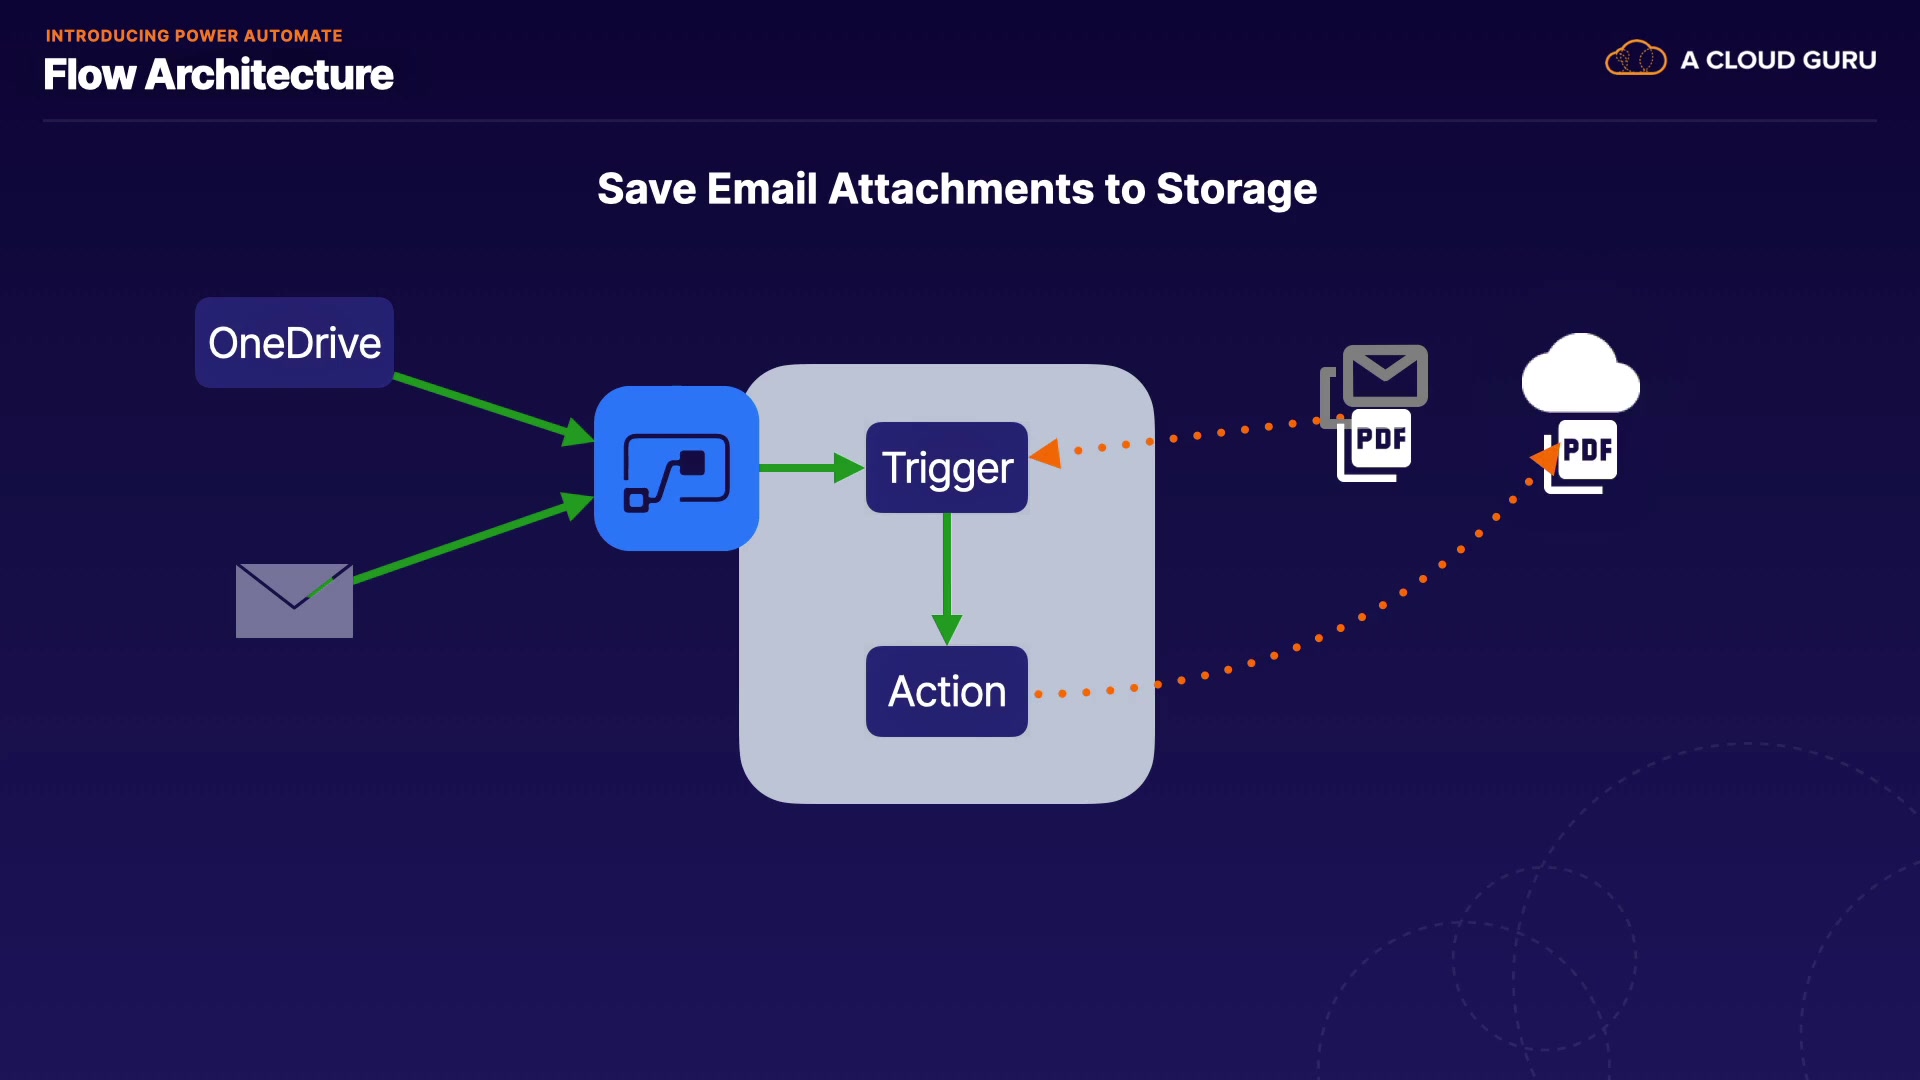 INTRODUCING POWER AUTOMATE
Flow Architecture
A CLOUD GURU
Save Email Attachments to Storage
OneDrive
Trigger
PDF
PDF
Action